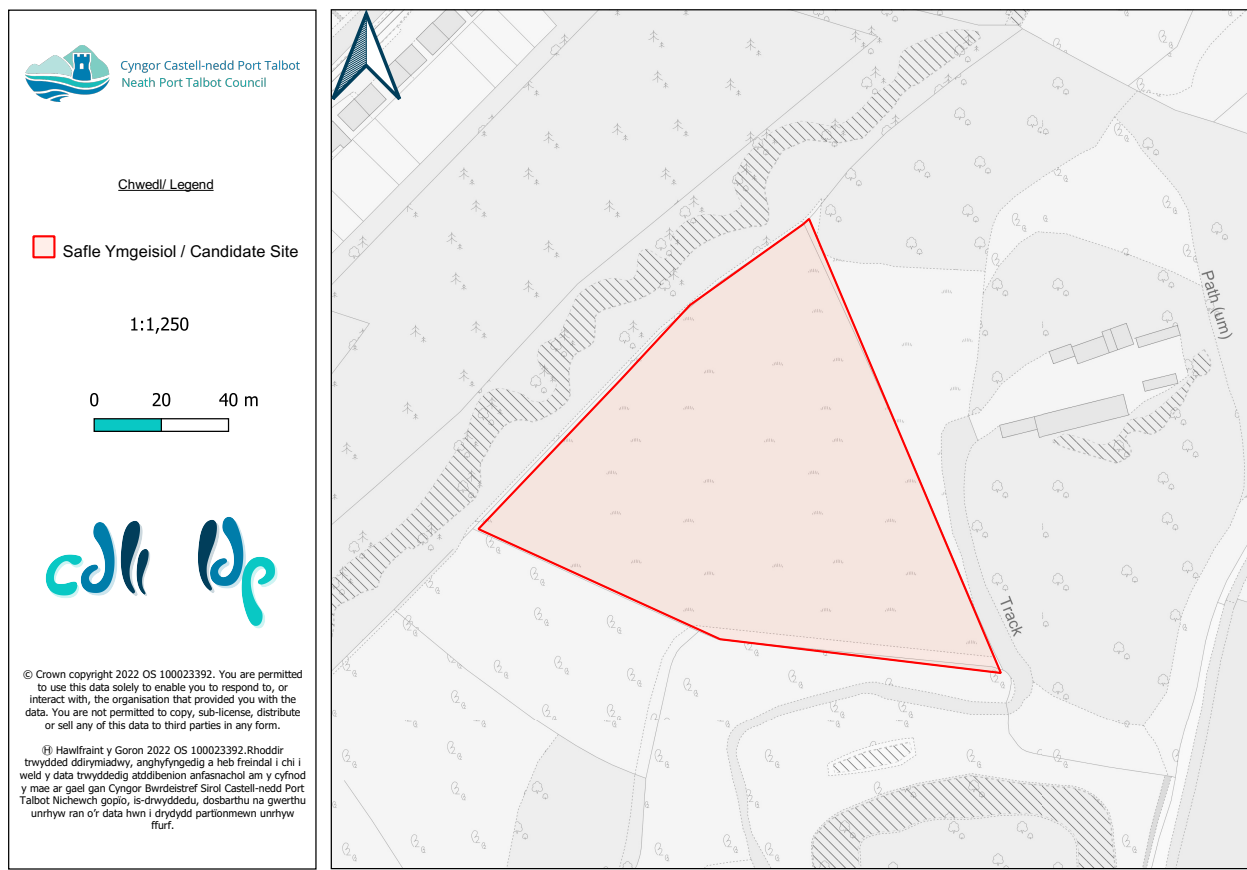 Cyngor Castell-nedd Port Talbot
Neath Port Talbot Council
Chwedl/ Legend
Safle Ymgeisiol / Candidate Site
1:1,250
0 20 40 m
cdll ldp
© Crown copyright 2022 OS 100023392. You are permitted
to use this data solely to enable you to respond to, or
interact with, the organisation that provided you with the
data. You are not permitted to copy, sub-license, distribute
or sell any of this data to third parties in any form.
Ⓗ Hawlfraint y Goron 2022 OS 100023392.Rhoddir
trwydded ddirymiadwy, anghyfyngedig a heb freindal i chi i
weld y data trwyddedig atddibenion anfasnachol am y cyfnod
y mae ar gael gan Cyngor Bwrdeistref Sirol Castell-nedd Port
Talbot Nichewch gopïo, is-drwyddedu, dosbarthu na gwerthu
unrhyw ran o'r data hwn i drydydd partïonmewn unrhyw
ffurf.
Path (um)
Track